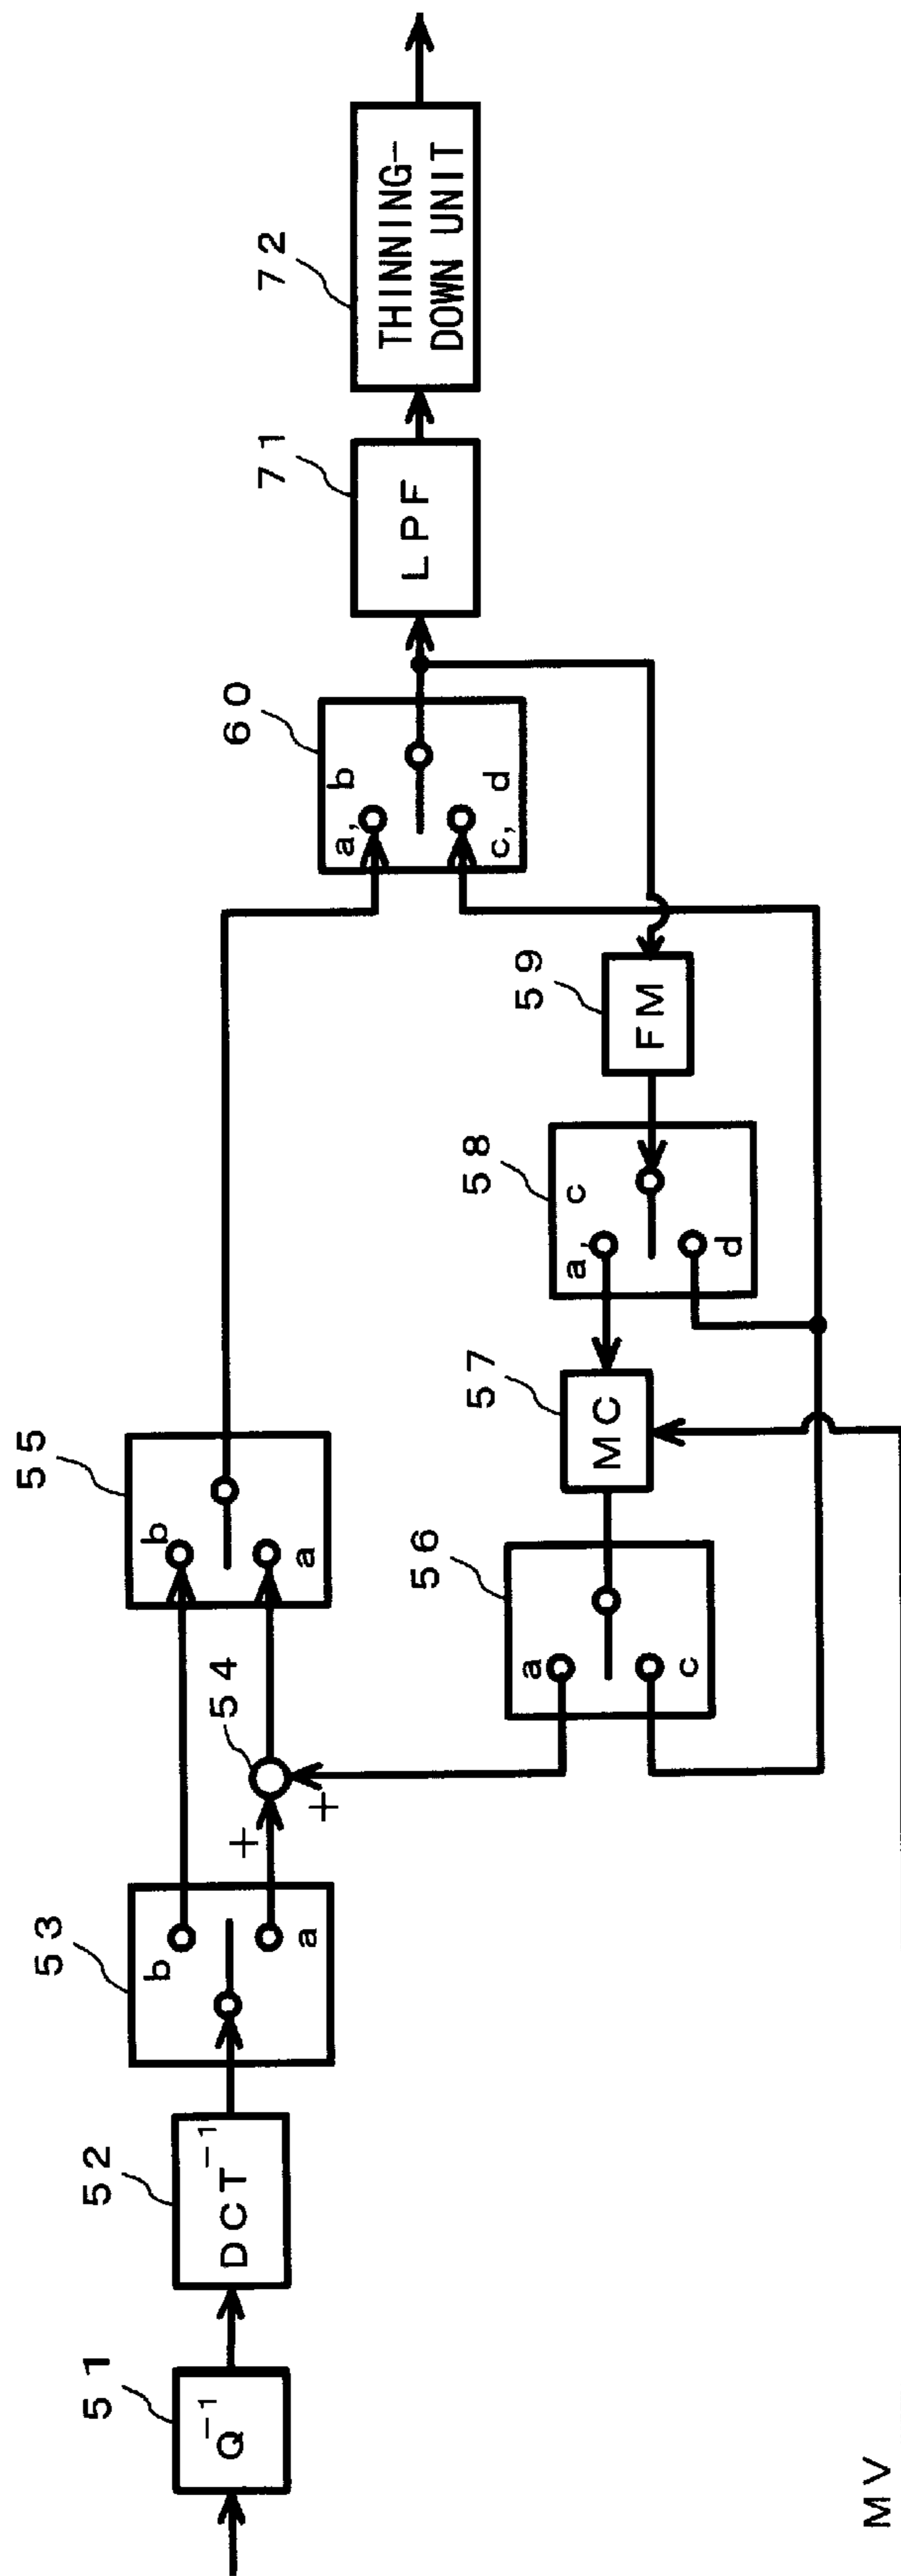 51
Q⁻¹
52
DCT⁻¹
53
b
a
+
+
54
55
b
a
56
a
c
57
MC
58
a, c
d
59
FM
60
a, b
c, d
71
LPF
72
THINNING-
DOWN UNIT
MV